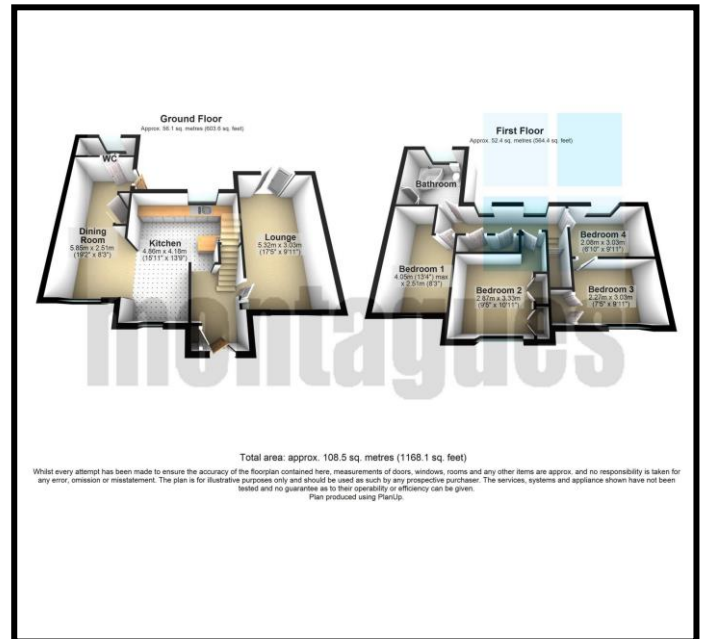 Ground Floor
Approx. 56.1 sq. metres (603.8 sq. feet)
WC
Dining
Room
5.85m x 2.51m
(19'2" x 8'3")
Kitchen
4.86m x 4.18m
(15'11" x 13'9")
Lounge
5.32m x 3.03m
(17'5" x 9'11")
First Floor
Approx. 52.4 sq. metres (564.4 sq. feet)
Bathroom
Bedroom 1
4.05m (13'4") max
x 2.51m (8'3")
Bedroom 2
2.87m x 3.33m
(9'5" x 10'11")
Bedroom 4
2.08m x 3.03m
(6'10" x 9'11")
Bedroom 3
2.27m x 3.03m
(7'5" x 9'11")
montagues
Total area: approx. 108.5 sq. metres (1168.1 sq. feet)
Whilst every attempt has been made to ensure the accuracy of the floorplan contained here, measurements of doors, windows, rooms and any other items are approx. and no responsibility is taken for
any error, omission or misstatement. The plan is for illustrative purposes only and should be used as such by any prospective purchaser. The services, systems and appliance shown have not been
tested and no guarantee as to their operability or efficiency can be given.
Plan produced using PlanUp.